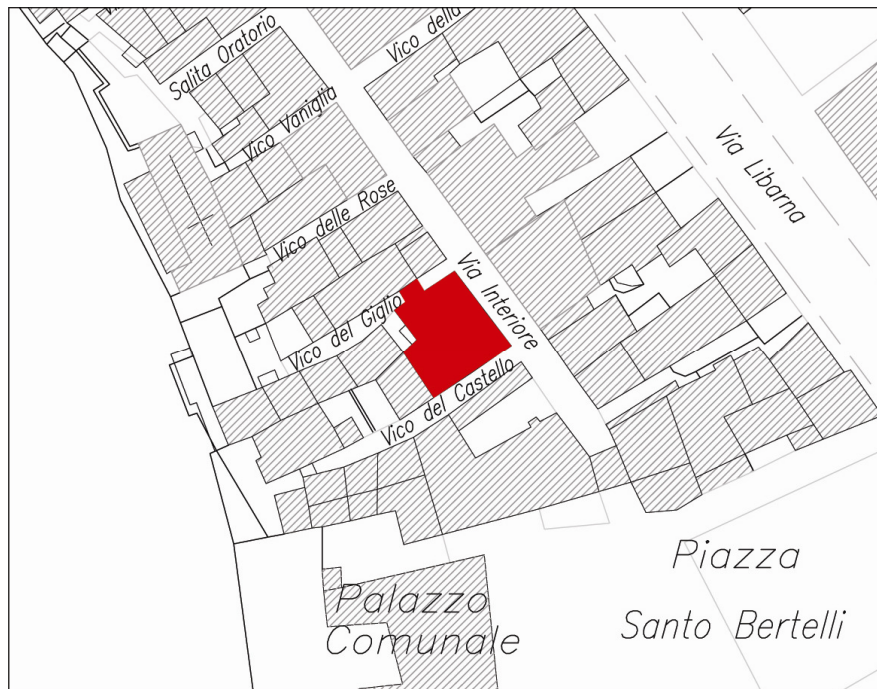 Salita Oratorio
Vico della
Vico Vaniglia
Via Libarna
Vico delle Rose
Via Interiore
Vico del Giglio
Vico del Castello
Piazza
Santo Bertelli
Palazzo
Comunale